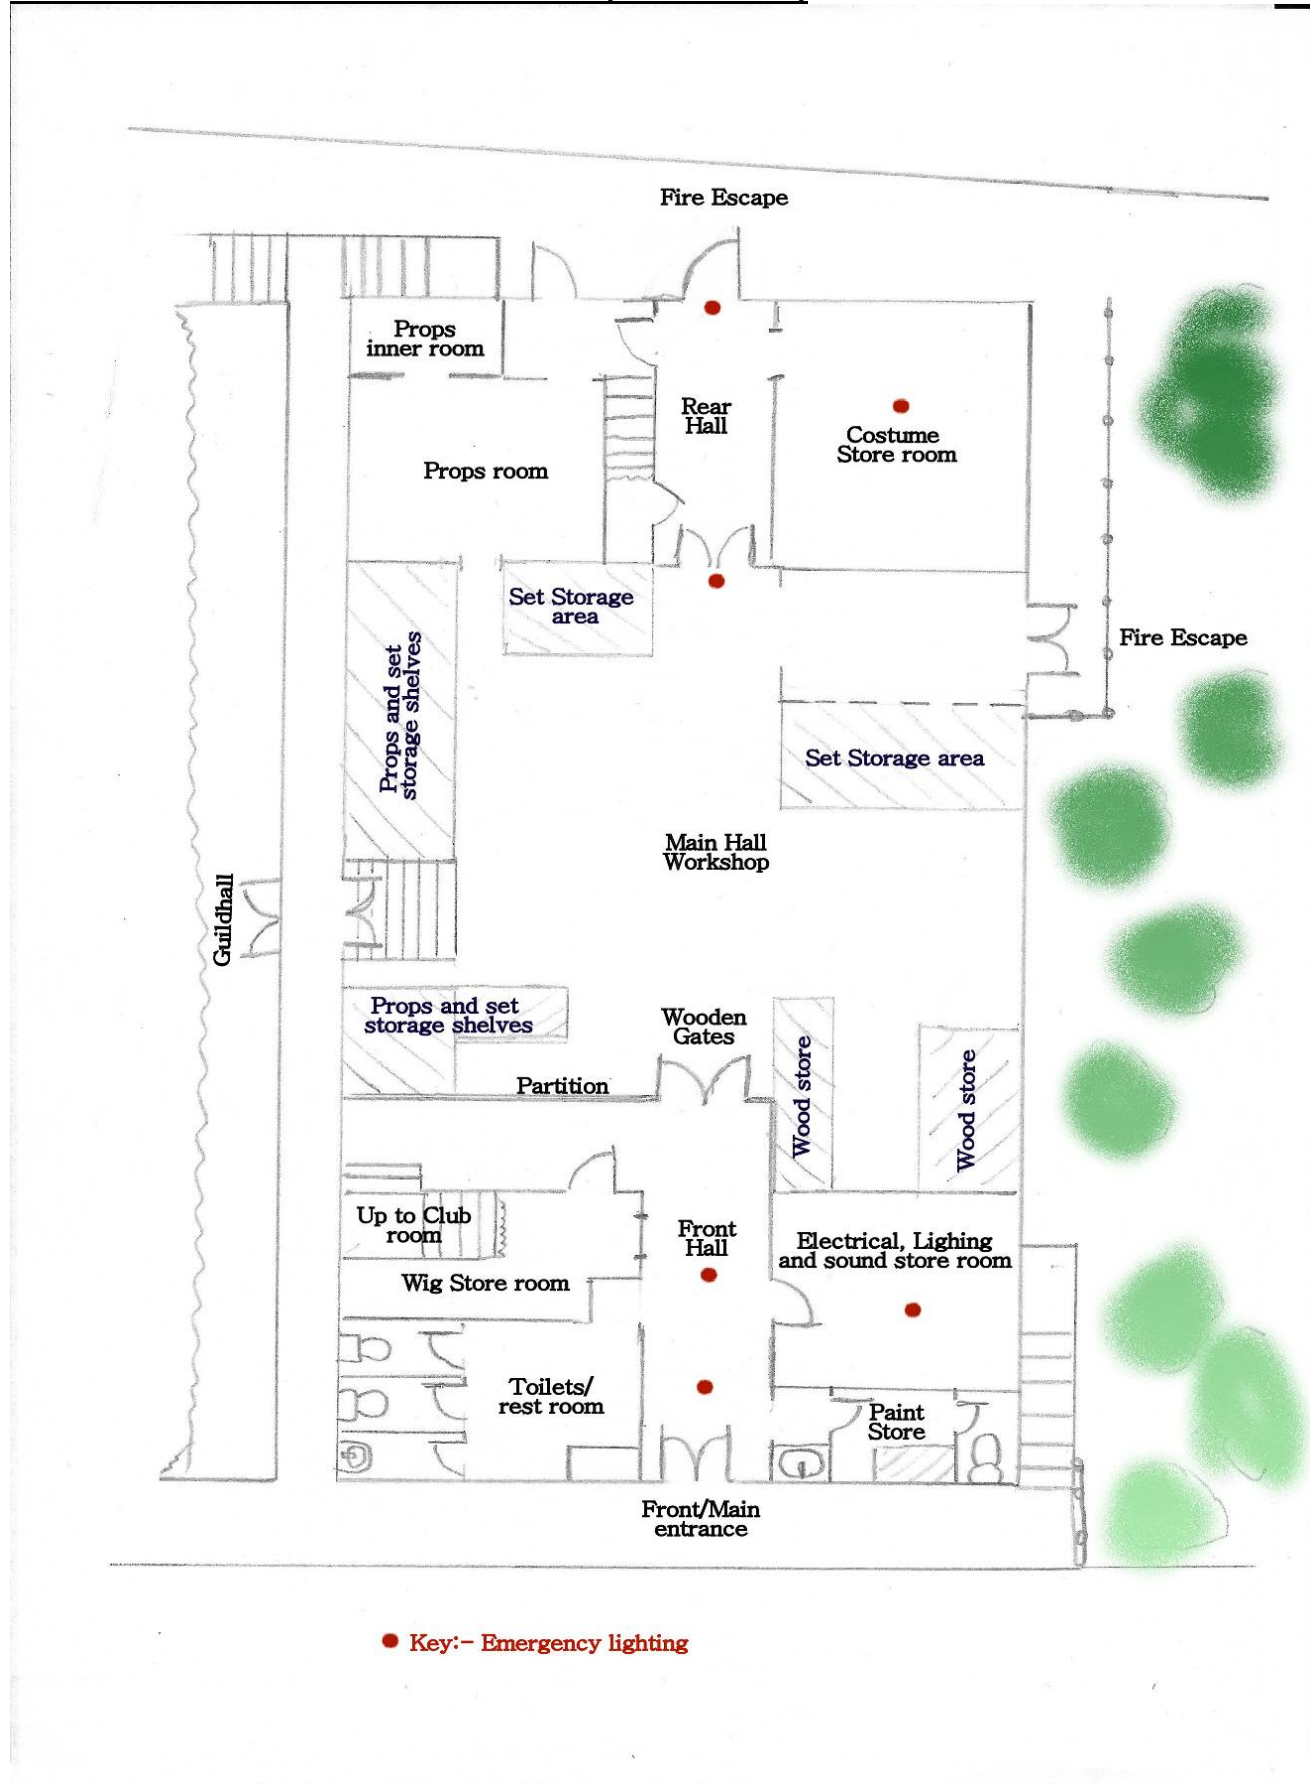 Fire Escape
Props
inner room
Rear
Hall
Costume
Store room
Props room
Set Storage
area
Fire Escape
Props and set
storage shelves
Set Storage area
Main Hall
Workshop
Guildhall
Props and set
storage shelves
Wooden
Gates
Wood store
Wood store
Partition
Up to Club
room
Front
Hall
Electrical, Lighing
and sound store room
Wig Store room
Toilets/
rest room
Paint
Store
Front/Main
entrance
Key:- Emergency lighting